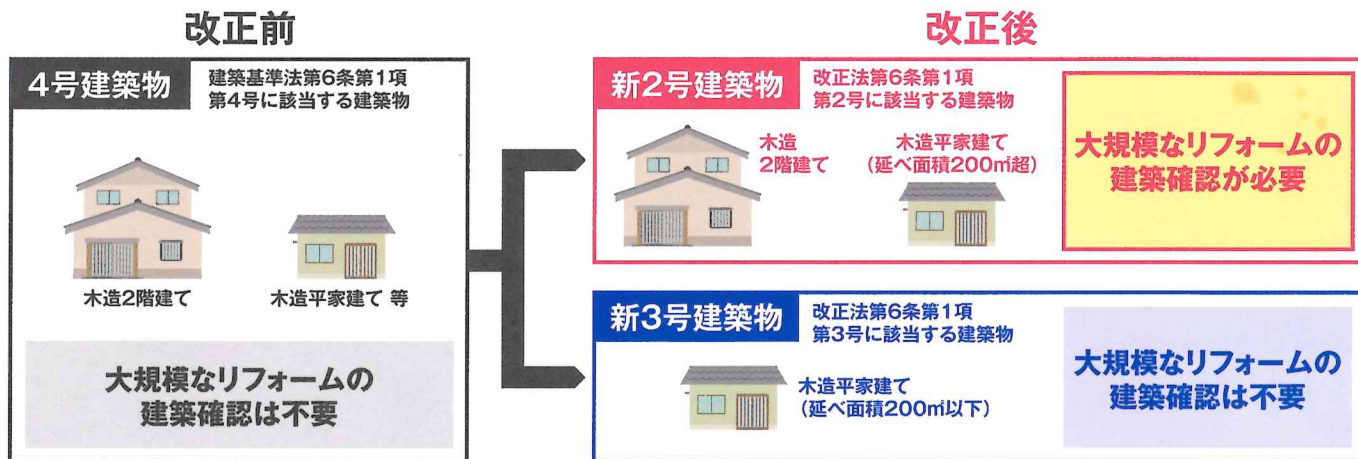 改正前
4号建築物
建築基準法第6条第1項
第4号に該当する建築物
木造2階建て
木造平家建て 等
大規模なリフォームの
建築確認は不要
改正後
新2号建築物
改正法第6条第1項
第2号に該当する建築物
木造
2階建て
木造平家建て
(延べ面積200㎡超)
大規模なリフォームの
建築確認が必要
新3号建築物
改正法第6条第1項
第3号に該当する建築物
木造平家建て
(延べ面積200㎡以下)
大規模なリフォームの
建築確認は不要